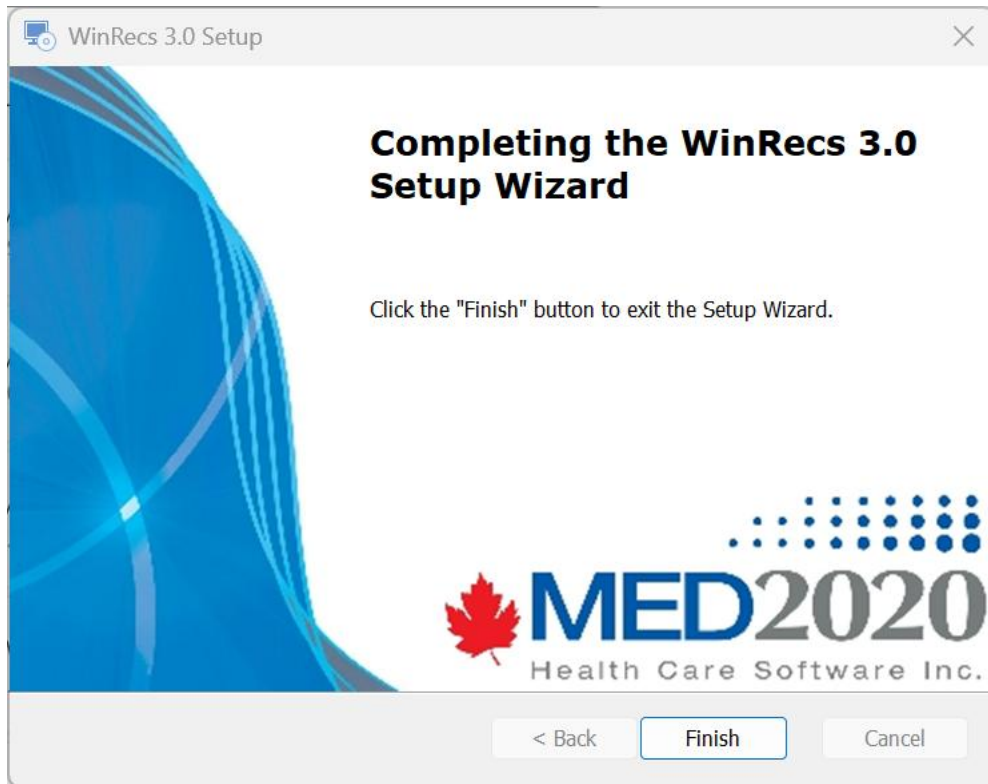 WinRecs 3.0 Setup
Completing the WinRecs 3.0
Setup Wizard
Click the "Finish" button to exit the Setup Wizard.
MED2020
Health Care Software Inc.
< Back Finish Cancel